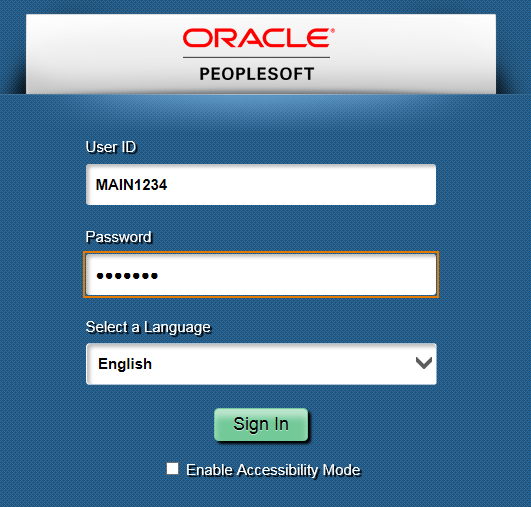 ORACLE®
PEOPLESOFT
User ID
MAIN1234
Password
•••••••
Select a Language
English
Sign In
Enable Accessibility Mode